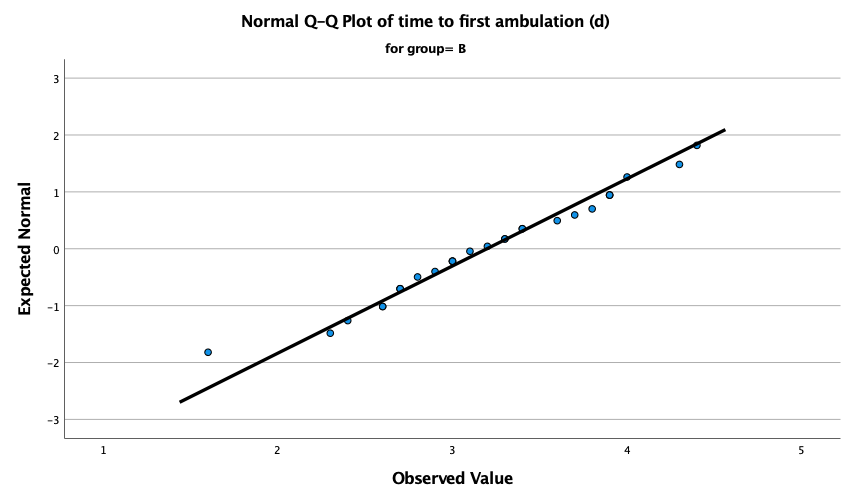 Normal Q–Q Plot of time to first ambulation (d)
for group= B
Expected Normal
3
2
1
0
–1
–2
–3
1 2 3 4 5
Observed Value